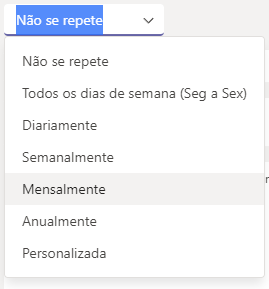 Não se repete
Não se repete
Todos os dias de semana (Seg a Sex)
Diariamente
Semanalmente
Mensalmente
Anualmente
Personalizada